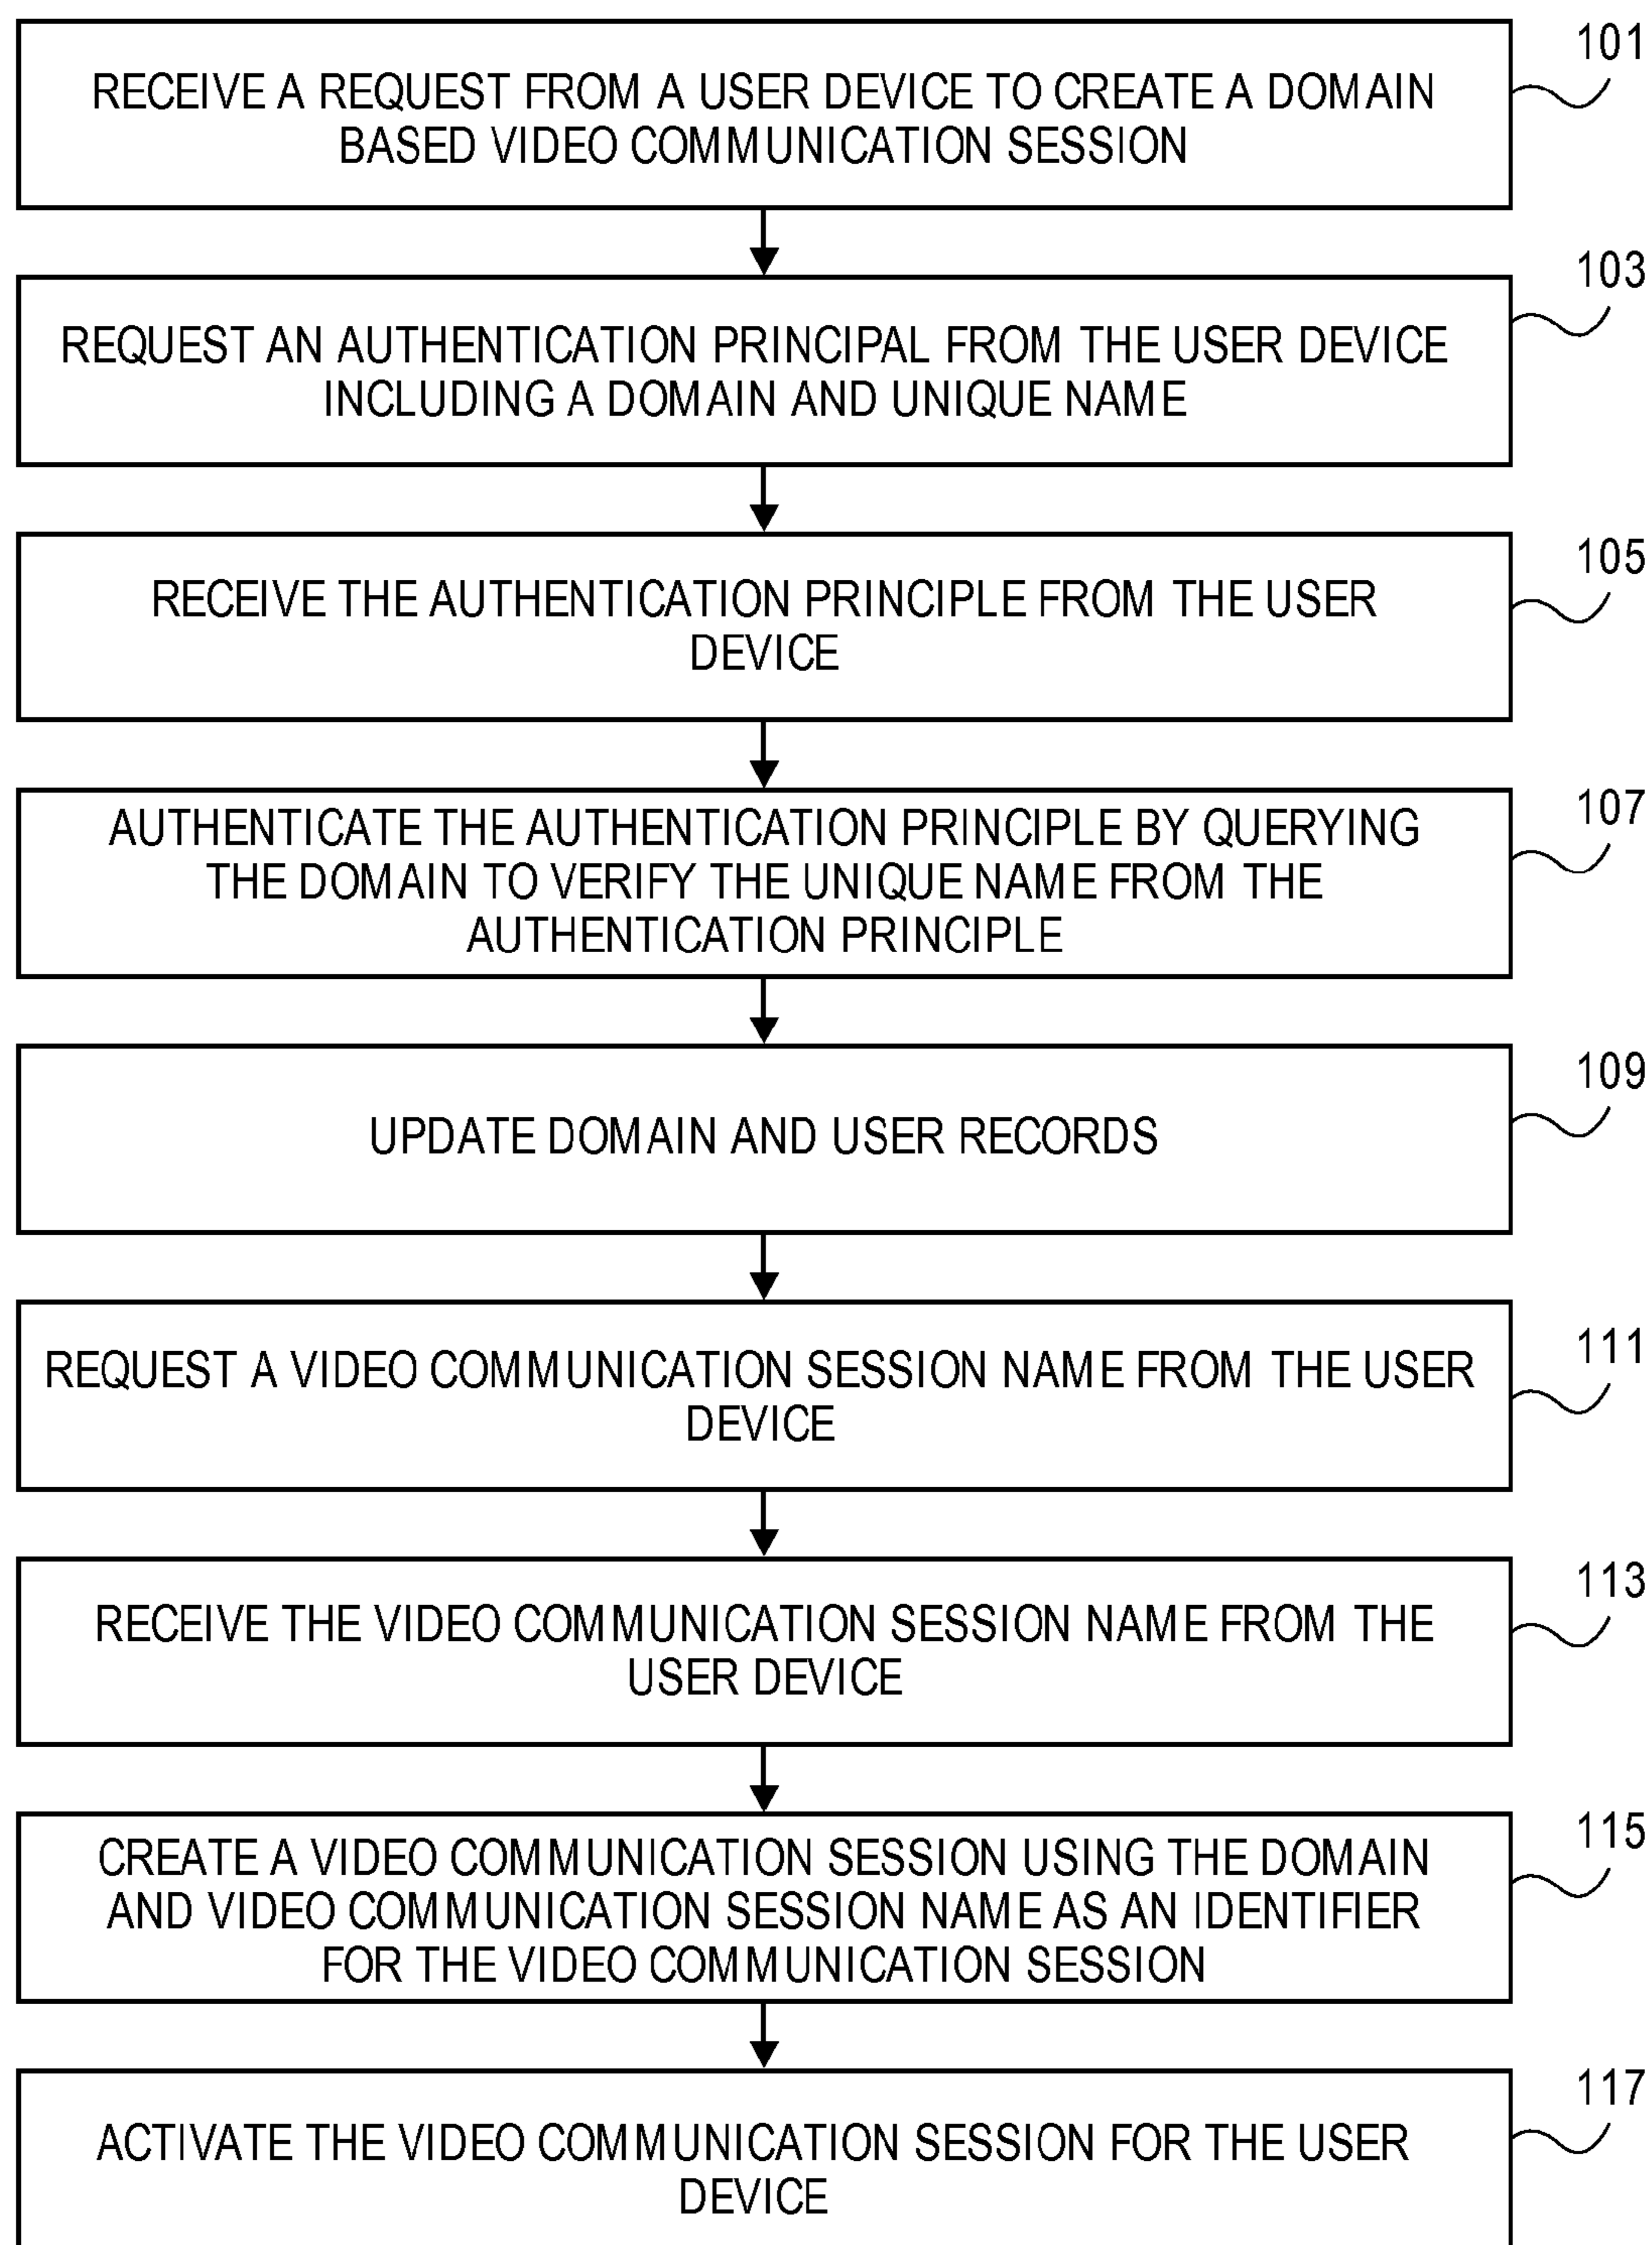 101
RECEIVE A REQUEST FROM A USER DEVICE TO CREATE A DOMAIN
BASED VIDEO COMMUNICATION SESSION
103
REQUEST AN AUTHENTICATION PRINCIPAL FROM THE USER DEVICE
INCLUDING A DOMAIN AND UNIQUE NAME
105
RECEIVE THE AUTHENTICATION PRINCIPLE FROM THE USER
DEVICE
107
AUTHENTICATE THE AUTHENTICATION PRINCIPLE BY QUERYING
THE DOMAIN TO VERIFY THE UNIQUE NAME FROM THE
AUTHENTICATION PRINCIPLE
109
UPDATE DOMAIN AND USER RECORDS
111
REQUEST A VIDEO COMMUNICATION SESSION NAME FROM THE USER
DEVICE
113
RECEIVE THE VIDEO COMMUNICATION SESSION NAME FROM THE
USER DEVICE
115
CREATE A VIDEO COMMUNICATION SESSION USING THE DOMAIN
AND VIDEO COMMUNICATION SESSION NAME AS AN IDENTIFIER
FOR THE VIDEO COMMUNICATION SESSION
117
ACTIVATE THE VIDEO COMMUNICATION SESSION FOR THE USER
DEVICE